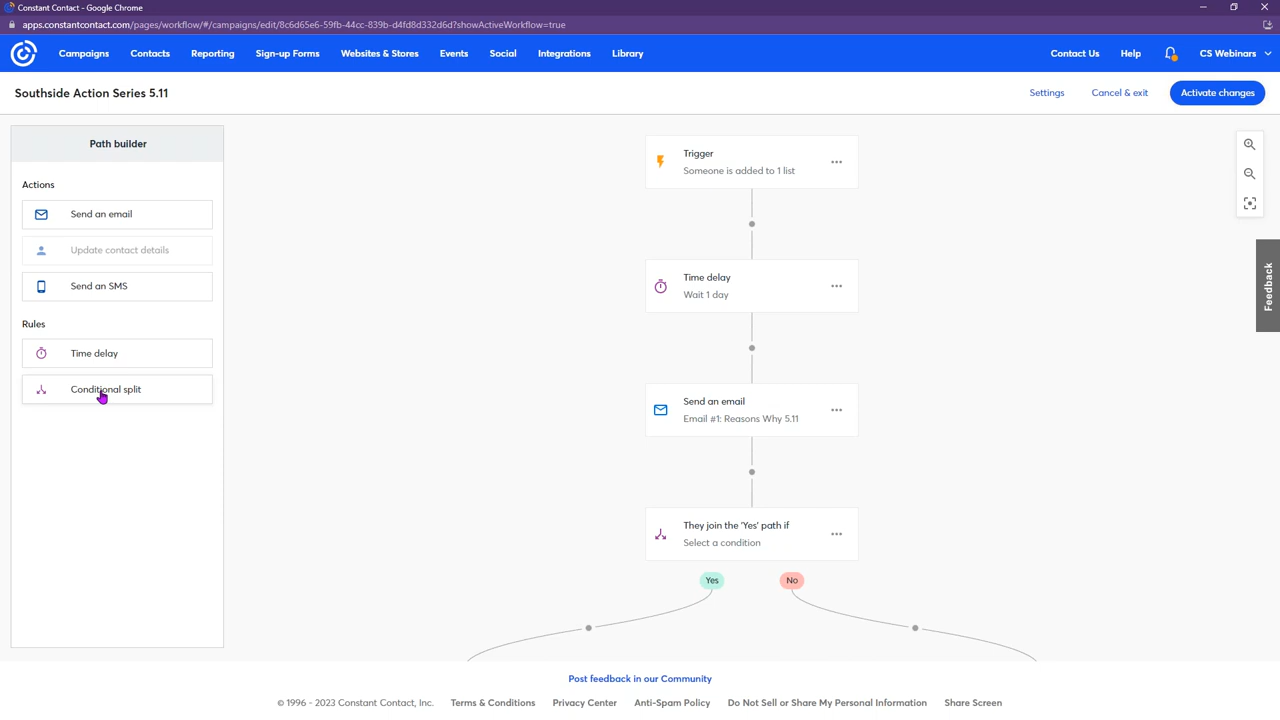 Constant Contact - Google Chrome
apps.constantcontact.com/pages/workflow/#/campaigns/edit/8c6d65e6-59fb-44cc-839b-d4fd8d332d6d?showActiveWorkflow=true
Campaigns Contacts Reporting Sign-up Forms Websites & Stores Events Social Integrations Library Contact Us Help CS Webinars
Southside Action Series 5.11 Settings Cancel & exit Activate changes
Path builder
Actions
Send an email
Update contact details
Send an SMS
Rules
Time delay
Conditional split
Trigger
Someone is added to 1 list
Time delay
Wait 1 day
Send an email
Email #1: Reasons Why 5.11
They join the 'Yes' path if
Select a condition
Yes No
Feedback
Post feedback in our Community
© 1996 - 2023 Constant Contact, Inc. Terms & Conditions Privacy Center Anti-Spam Policy Do Not Sell or Share My Personal Information Share Screen